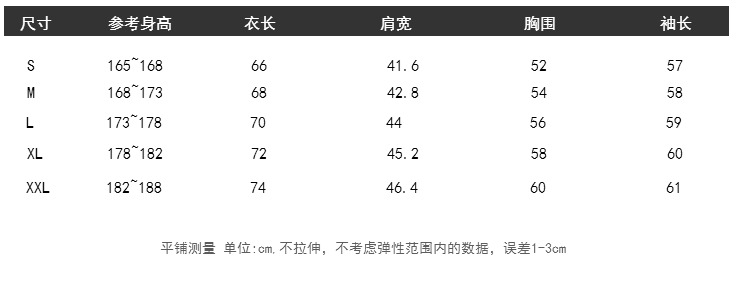 尺寸 参考身高 衣长 肩宽 胸围 袖长
S 165~168 66 41.6 52 57
M 168~173 68 42.8 54 58
L 173~178 70 44 56 59
XL 178~182 72 45.2 58 60
XXL 182~188 74 46.4 60 61
平铺测量 单位:cm.不拉伸，不考虑弹性范围内的数据，误差1-3cm